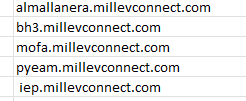 almallanera.millevconnect.com
bh3.millevconnect.com
mofa.millevconnect.com
pyeam.millevconnect.com
iep.millevconnect.com